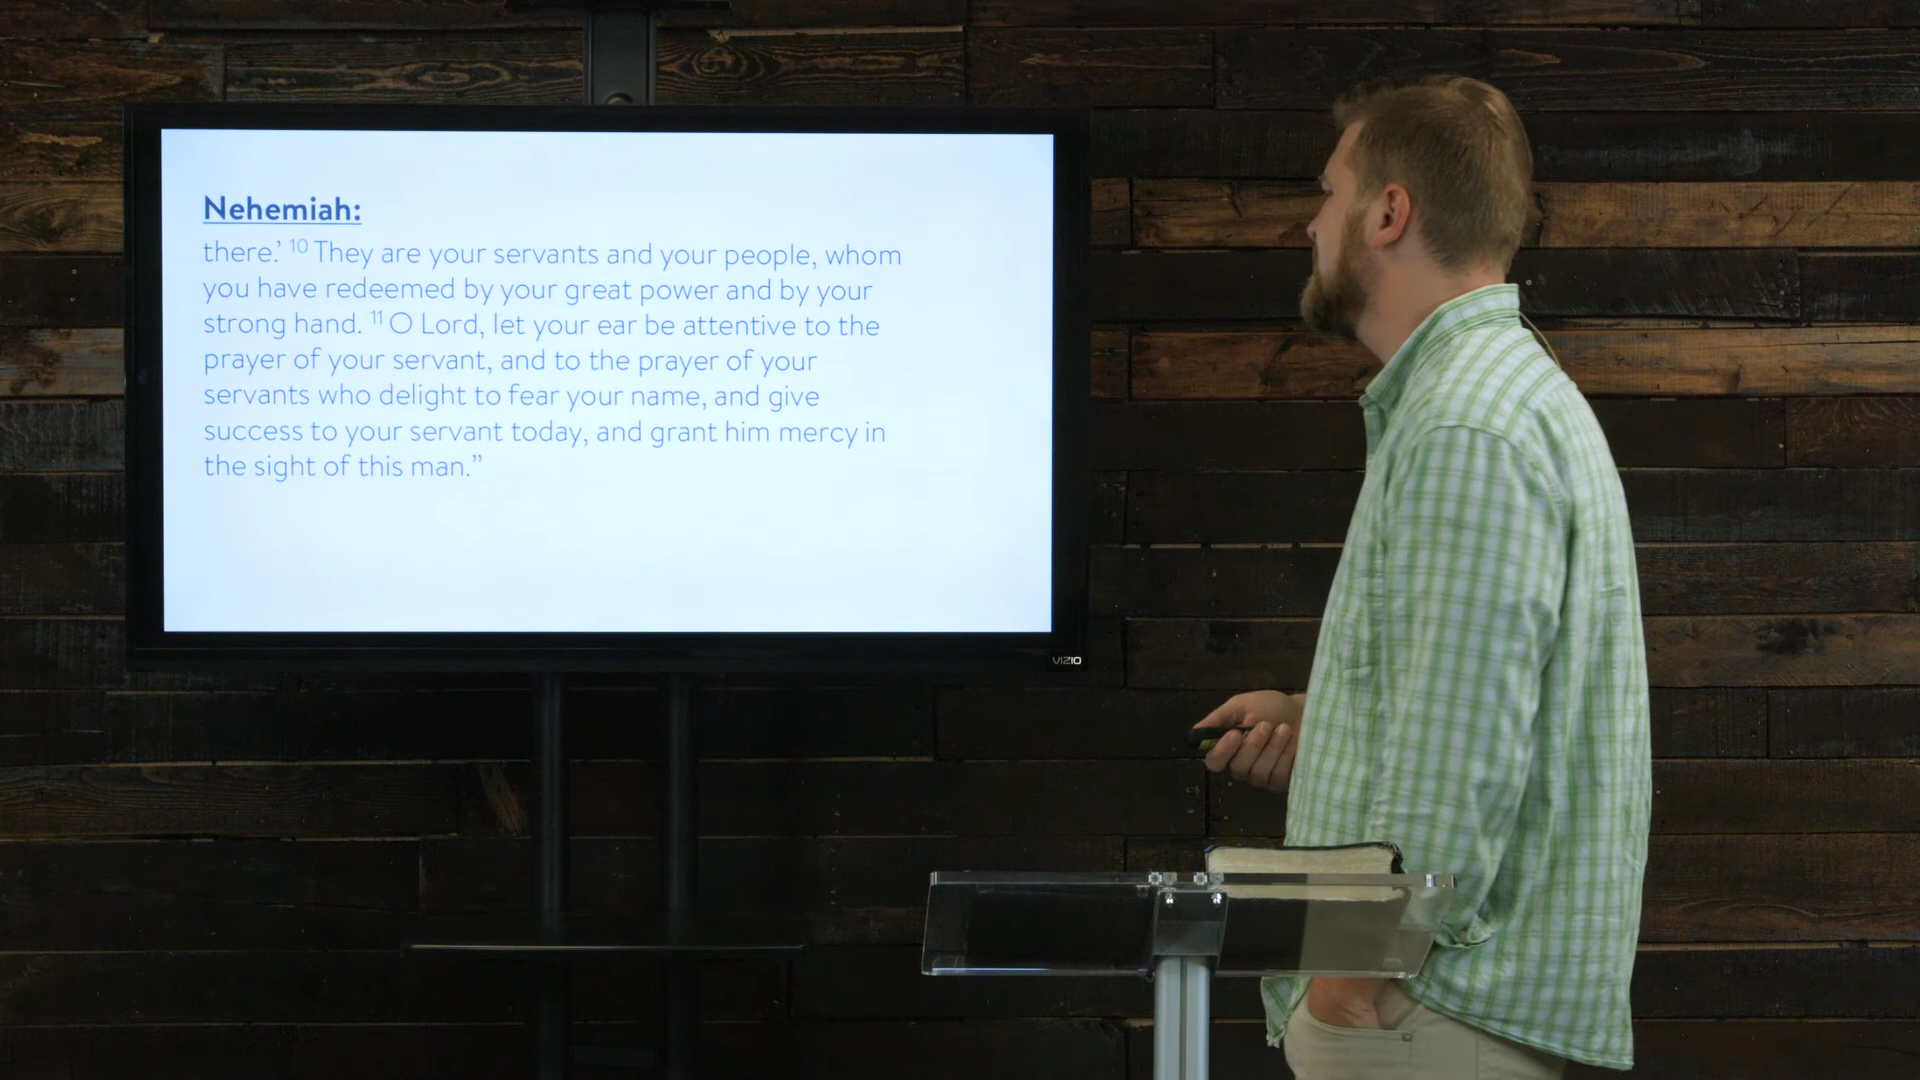 Nehemiah:
there.’ 10 They are your servants and your people, whom
you have redeemed by your great power and by your
strong hand. 11 O Lord, let your ear be attentive to the
prayer of your servant, and to the prayer of your
servants who delight to fear your name, and give
success to your servant today, and grant him mercy in
the sight of this man.”
VIZIO